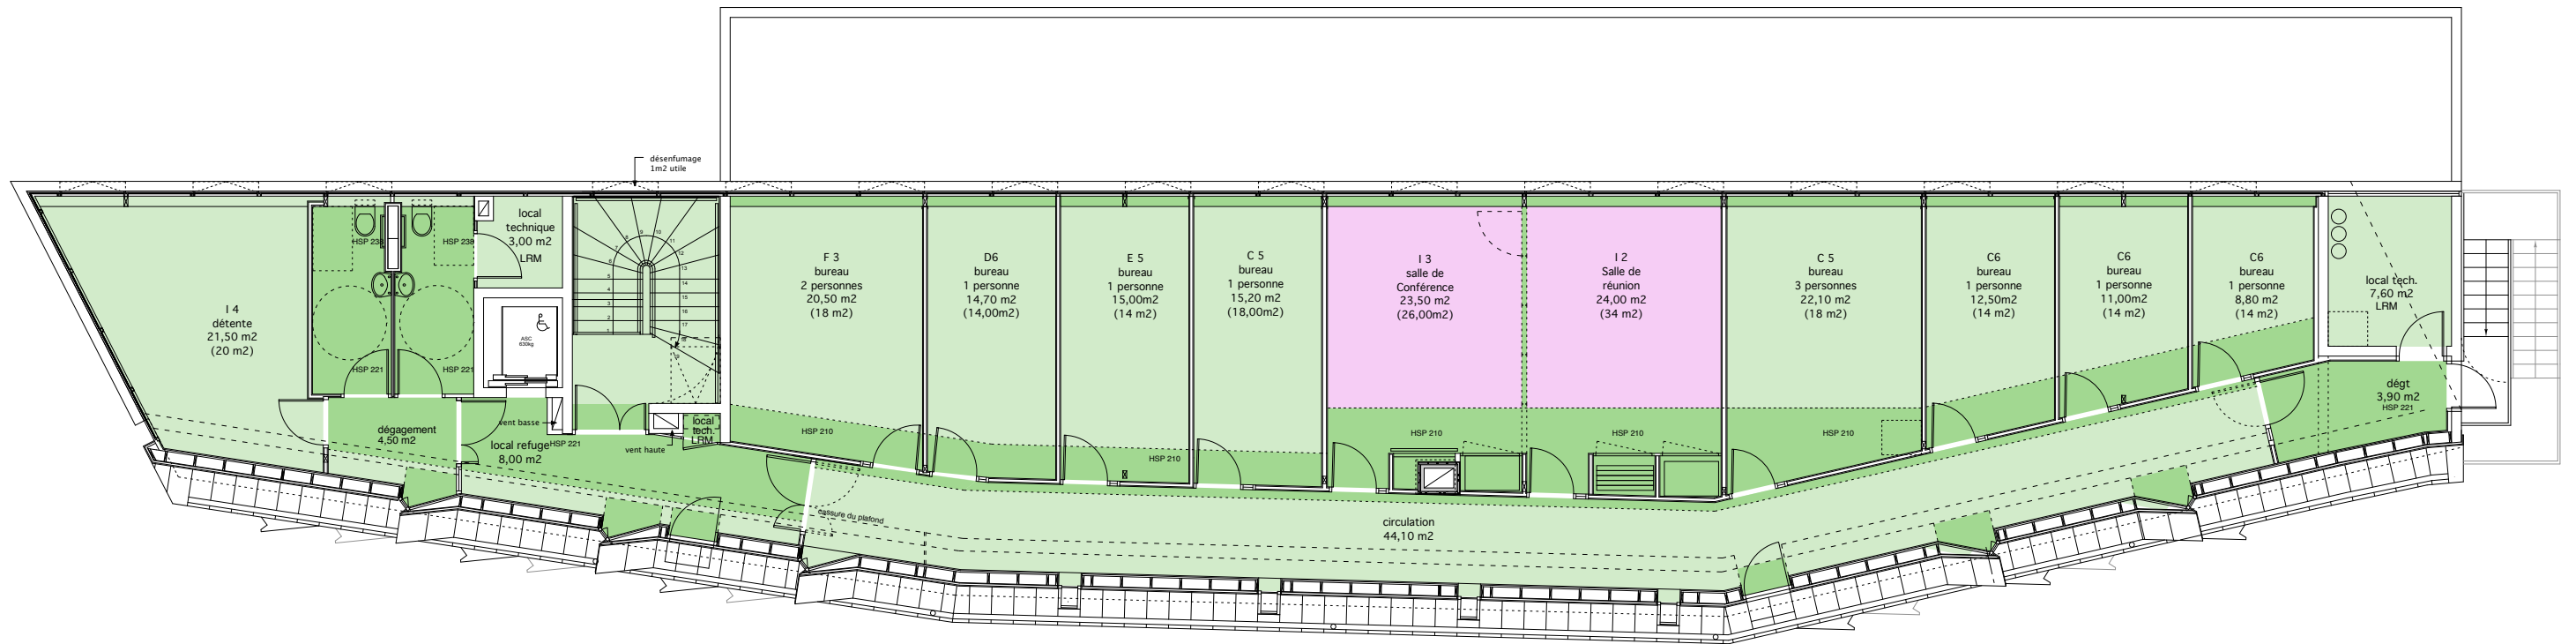 désenfumage
1m2 utile
I 4
détente
21,50 m2
(20 m2)
HSP 238
HSP 238
HSP 221
HSP 221
local
technique
3,00 m2
LRM
ASC
630kg
dégagement
4,50 m2
vent basse
local refuge
8,00 m2
HSP 221
local
tech.
LRM
vent haute
F 3
bureau
2 personnes
20,50 m2
(18 m2)
HSP 210
D6
bureau
1 personne
14,70 m2
(14,00m2)
E 5
bureau
1 personne
15,00m2
(14 m2)
HSP 210
C 5
bureau
1 personne
15,20 m2
(18,00m2)
I 3
salle de
Conférence
23,50 m2
(26,00m2)
HSP 210
I 2
Salle de
réunion
24,00 m2
(34 m2)
HSP 210
C 5
bureau
3 personnes
22,10 m2
(18 m2)
HSP 210
C6
bureau
1 personne
12,50m2
(14 m2)
C6
bureau
1 personne
11,00m2
(14 m2)
C6
bureau
1 personne
8,80 m2
(14 m2)
local tech.
7,60 m2
LRM
dégt
3,90 m2
HSP 221
cassure du plafond
circulation
44,10 m2